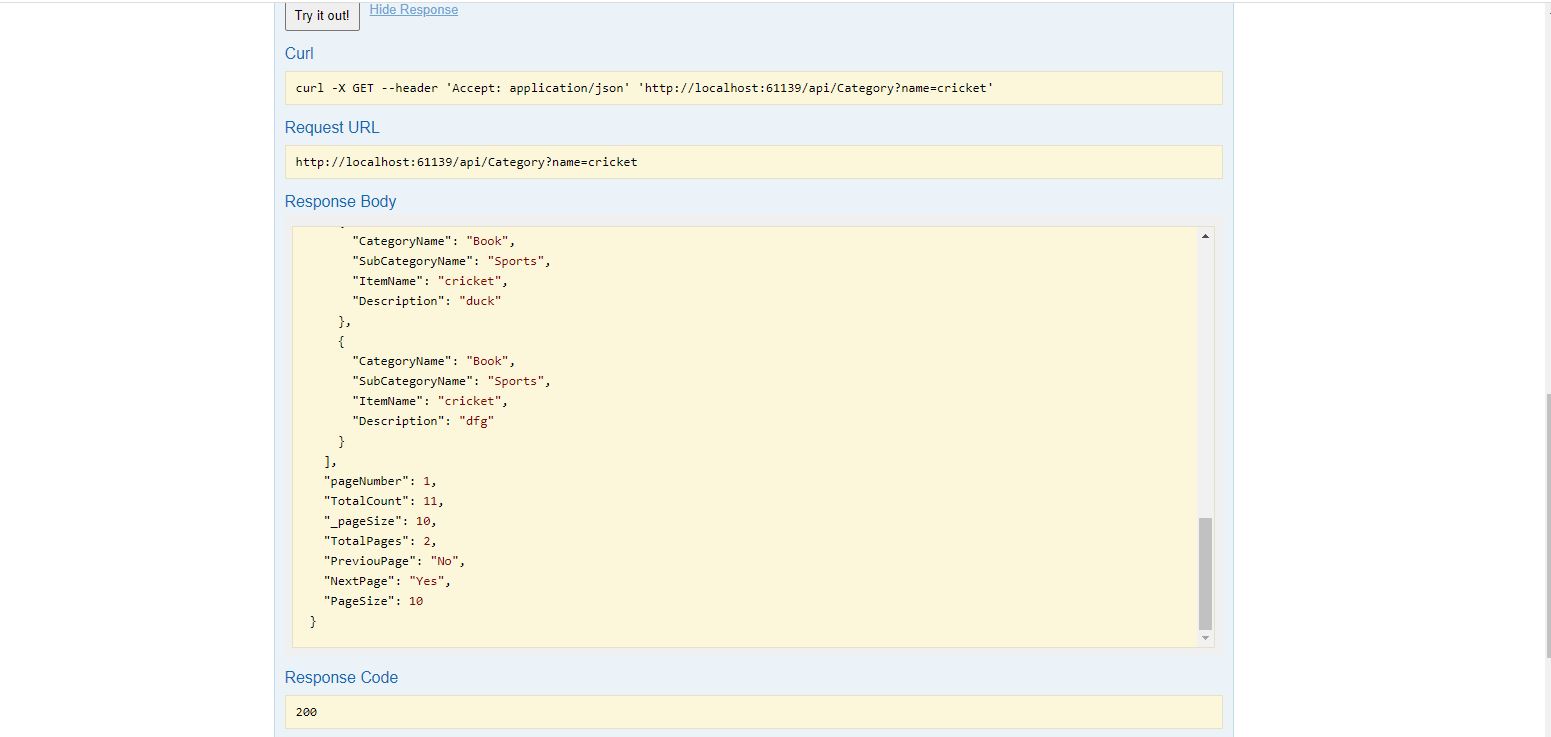 Try it out! Hide Response
Curl
curl -X GET --header 'Accept: application/json' 'http://localhost:61139/api/Category?name=cricket'
Request URL
http://localhost:61139/api/Category?name=cricket
Response Body
"CategoryName": "Book",
"SubCategoryName": "Sports",
"ItemName": "cricket",
"Description": "duck"
},
{
"CategoryName": "Book",
"SubCategoryName": "Sports",
"ItemName": "cricket",
"Description": "dfg"
}
],
"pageNumber": 1,
"TotalCount": 11,
"_pageSize": 10,
"TotalPages": 2,
"PreviouPage": "No",
"NextPage": "Yes",
"PageSize": 10
}
Response Code
200